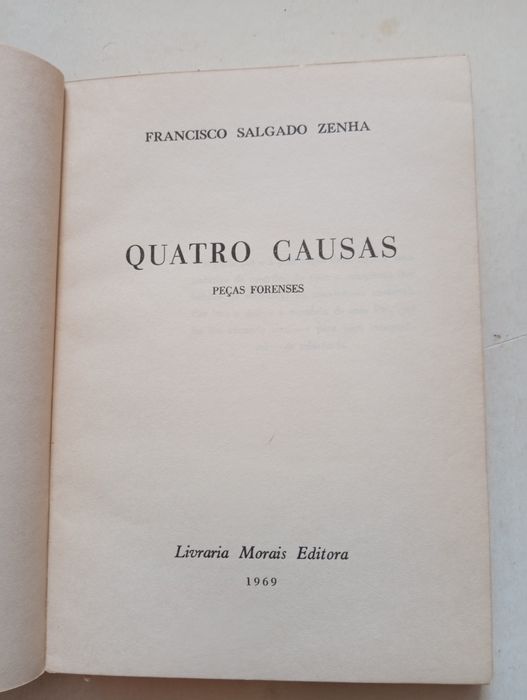 FRANCISCO SALGADO ZENHA
QUATRO CAUSAS
PEÇAS FORENSES
Livraria Morais Editora
1969